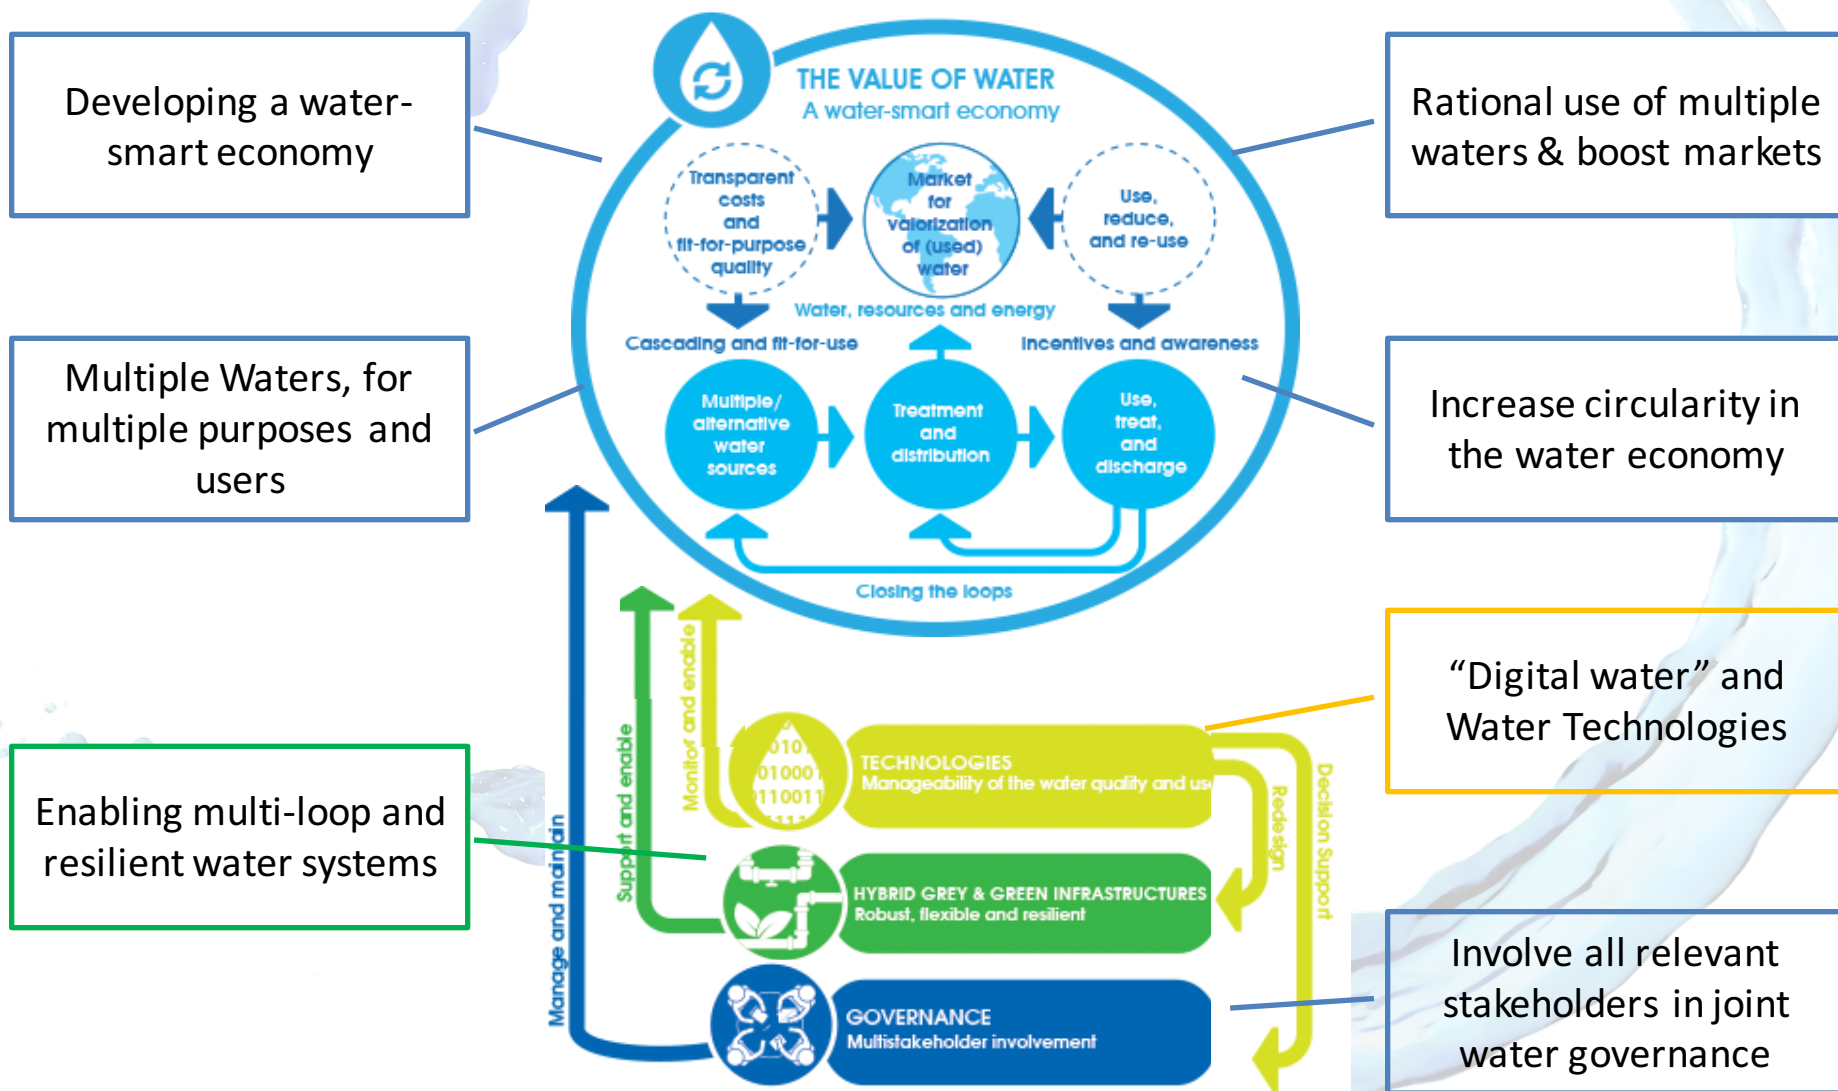 Developing a water-
smart economy
Multiple Waters, for
multiple purposes and
users
Enabling multi-loop and
resilient water systems
THE VALUE OF WATER
A water-smart economy
Transparent
costs
and
fit-for-purpose
quality
Market
for
valorization
of (used)
water
Use,
reduce,
and re-use
Water, resources and energy
Cascading and fit-for-use
Incentives and awareness
Multiple/
alternative
water
sources
Treatment
and
distribution
Use,
treat,
and
discharge
Closing the loops
Manage and maintain
Support and enable
Monitor and enable
0101
010001
0110011
1111
TECHNOLOGIES
Manageability of the water quality and use
HYBRID GREY & GREEN INFRASTRUCTURES
Robust, flexible and resilient
GOVERNANCE
Multistakeholder involvement
Redesign
Decision Support
Rational use of multiple
waters & boost markets
Increase circularity in
the water economy
“Digital water” and
Water Technologies
Involve all relevant
stakeholders in joint
water governance